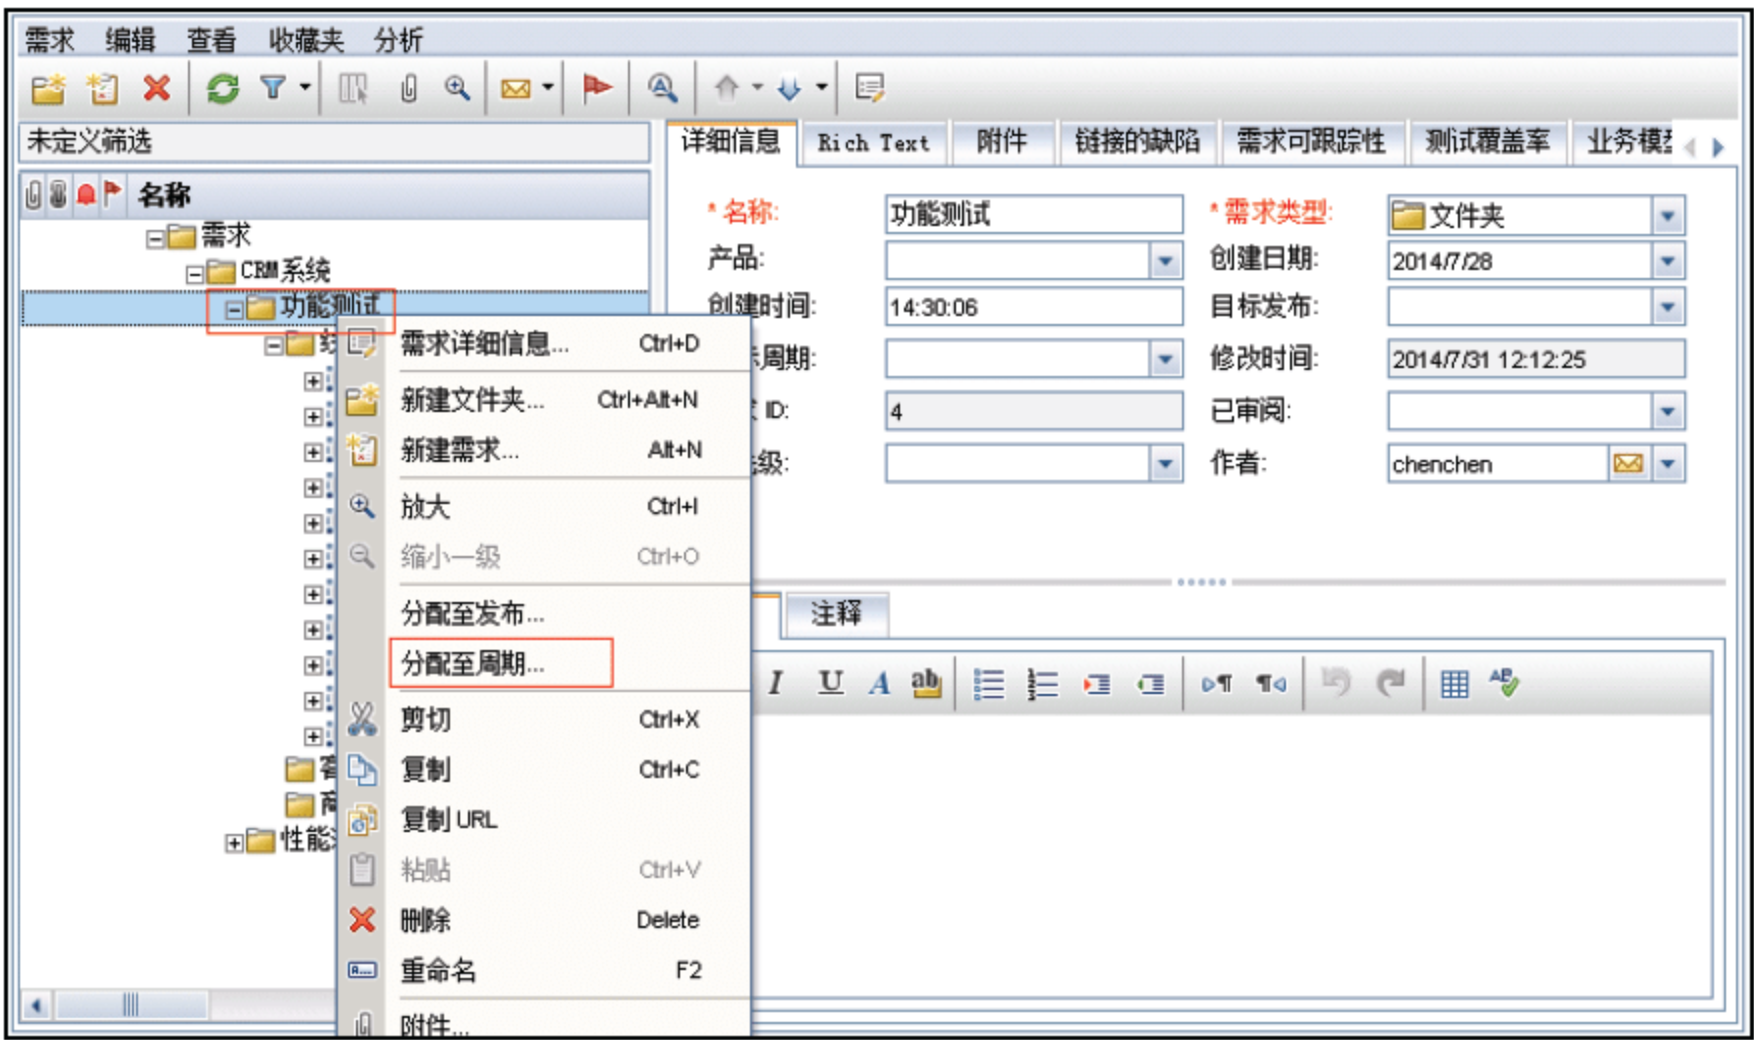 需求 编辑 查看 收藏夹 分析
未定义筛选
名称
需求
CRM系统
功能测试
性能
需求详细信息... Ctrl+D
新建文件夹... Ctrl+Alt+N
新建需求... Alt+N
放大 Ctrl+I
缩小一级 Ctrl+O
分配至发布...
分配至周期...
剪切 Ctrl+X
复制 Ctrl+C
复制 URL
粘贴 Ctrl+V
删除 Delete
重命名 F2
附件...
详细信息 Rich Text 附件 链接的缺陷 需求可跟踪性 测试覆盖率 业务模型
* 名称: 功能测试 * 需求类型: 文件夹
产品: 创建日期: 2014/7/28
创建时间: 14:30:06 目标发布:
周期: 修改时间: 2014/7/31 12:12:25
ID: 4 已审阅:
级: 作者: chenchen
注释
I U A ab